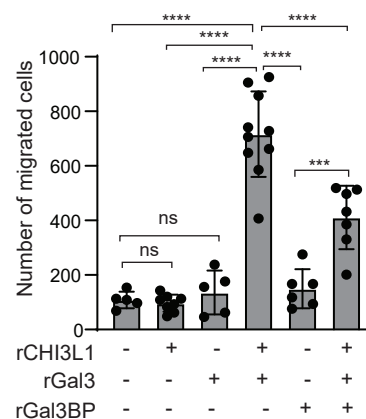 **** ****
****
**** ****
***
ns
ns
Number of migrated cells
1000
800
600
400
200
0
rCHI3L1 - + - + - +
rGal3 - - + + - +
rGal3BP - - - - + +